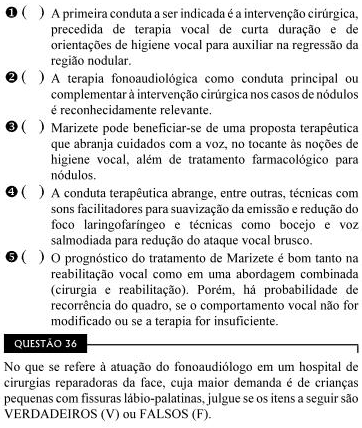 ❶ ( ) A primeira conduta a ser indicada é a intervenção cirúrgica,
precedida de terapia vocal de curta duração e de
orientações de higiene vocal para auxiliar na regressão da
região nodular.
❷ ( ) A terapia fonoaudiológica como conduta principal ou
complementar à intervenção cirúrgica nos casos de nódulos
é reconhecidamente relevante.
❸ ( ) Marizete pode beneficiar-se de uma proposta terapêutica
que abranja cuidados com a voz, no tocante às noções de
higiene vocal, além de tratamento farmacológico para
nódulos.
❹ ( ) A conduta terapêutica abrange, entre outras, técnicas com
sons facilitadores para suavização da emissão e redução do
foco laringofaríngeo e técnicas como bocejo e voz
salmodiada para redução do ataque vocal brusco.
❺ ( ) O prognóstico do tratamento de Marizete é bom tanto na
reabilitação vocal como em uma abordagem combinada
(cirurgia e reabilitação). Porém, há probabilidade de
recorrência do quadro, se o comportamento vocal não for
modificado ou se a terapia for insuficiente.
QUESTÃO 36
No que se refere à atuação do fonoaudiólogo em um hospital de
cirurgias reparadoras da face, cuja maior demanda é de crianças
pequenas com fissuras lábio-palatinas, julgue se os itens a seguir são
VERDADEIROS (V) ou FALSOS (F).